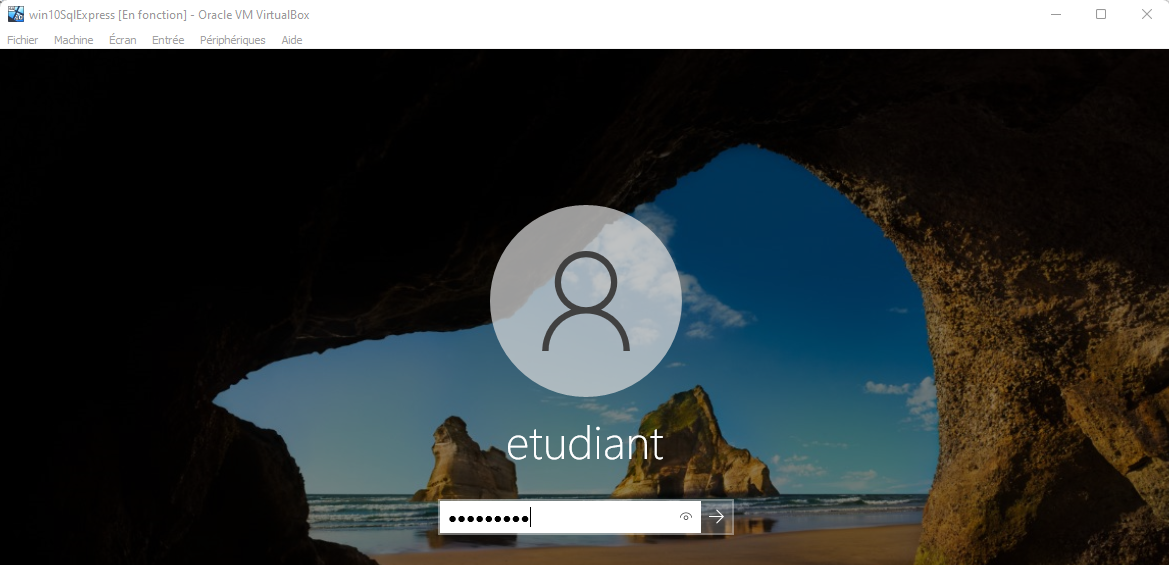 win10SqlExpress [En fonction] - Oracle VM VirtualBox
Fichier Machine Écran Entrée Périphériques Aide
etudiant